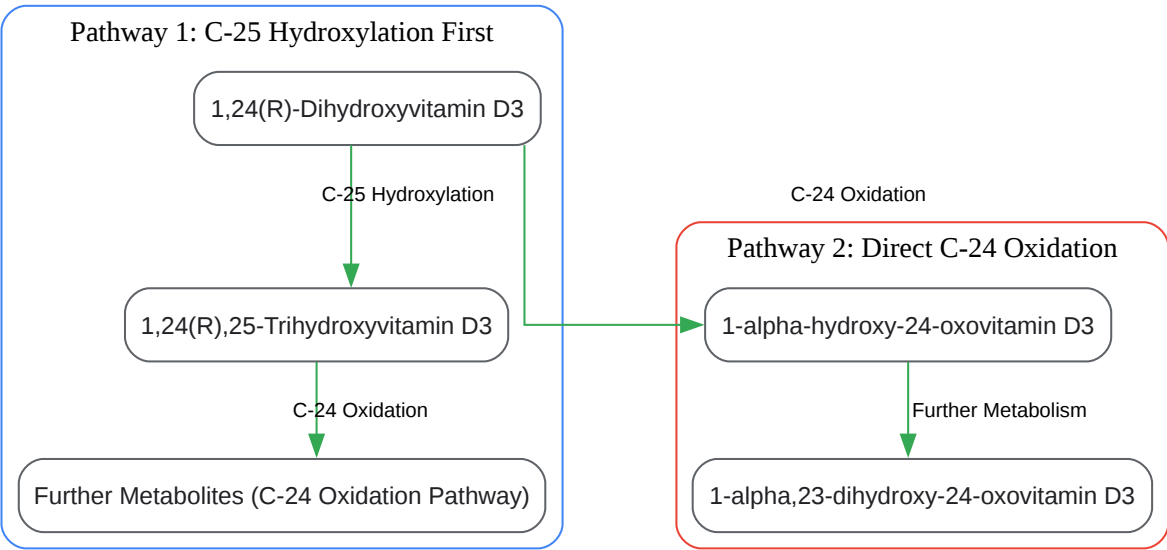 Pathway 1: C-25 Hydroxylation First
1,24(R)-Dihydroxyvitamin D3
C-25 Hydroxylation
1,24(R),25-Trihydroxyvitamin D3
C-24 Oxidation
Further Metabolites (C-24 Oxidation Pathway)
C-24 Oxidation
Pathway 2: Direct C-24 Oxidation
1-alpha-hydroxy-24-oxovitamin D3
Further Metabolism
1-alpha,23-dihydroxy-24-oxovitamin D3